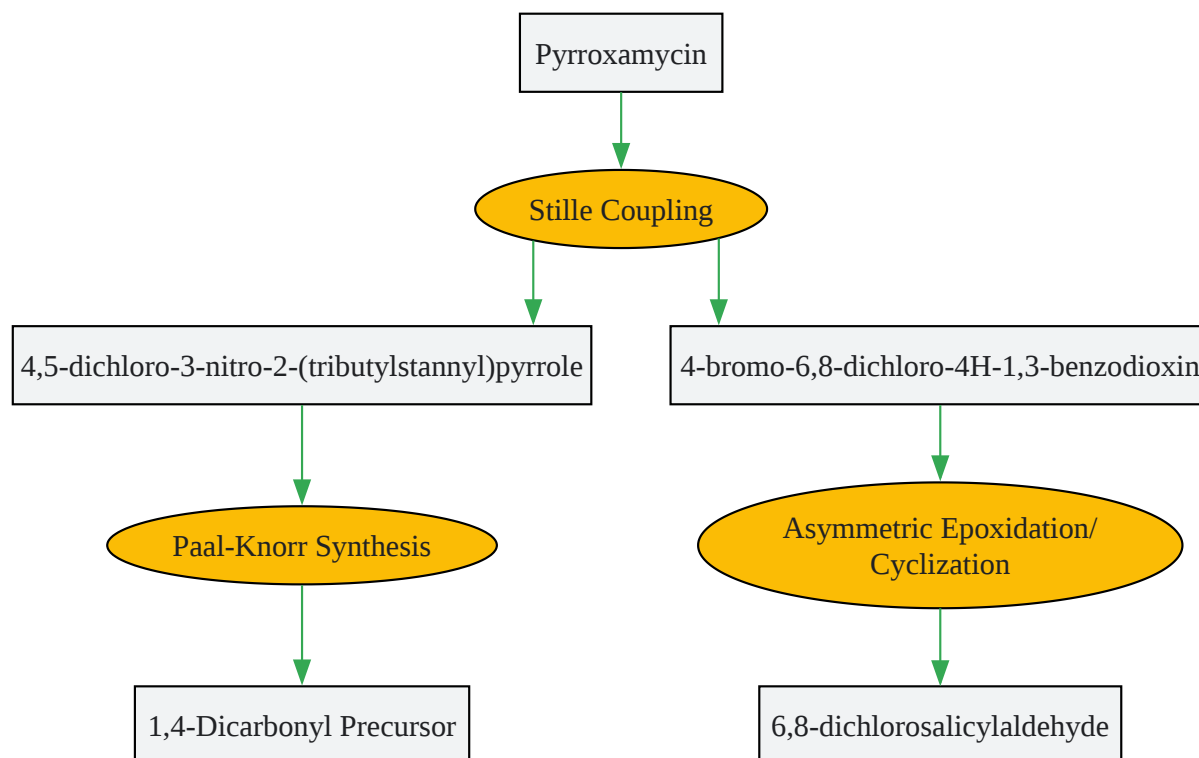 Pyrroxamycin
Stille Coupling
4,5-dichloro-3-nitro-2-(tributylstannyl)pyrrole
4-bromo-6,8-dichloro-4H-1,3-benzodioxin
Paal-Knorr Synthesis
Asymmetric Epoxidation/
Cyclization
1,4-Dicarbonyl Precursor
6,8-dichlorosalicylaldehyde